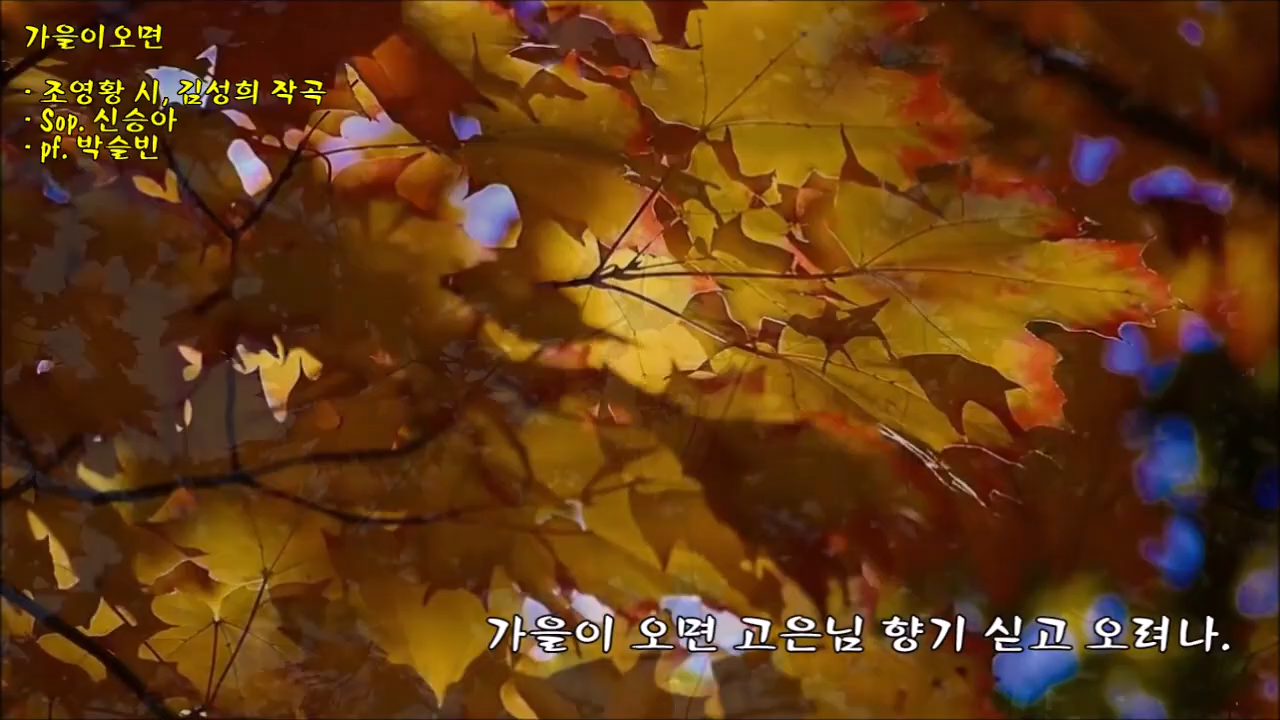 가을이오면
· 조영황 시, 김성희 작곡
· Sop. 신승아
· pf. 박슬빈
가을이 오면 고은님 향기 싣고 오려나.